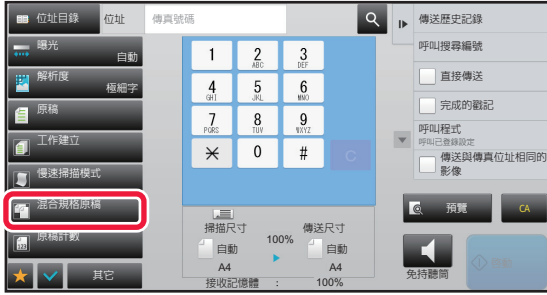 位址目錄
位址
傳真號碼
傳送歷史記錄
曝光
自動
呼叫搜尋編號
解析度
極細字
直接傳送
原稿
完成的戳記
工作建立
呼叫程式
呼叫已登錄設定
慢速掃描模式
傳送與傳真位址相同的
影像
混合規格原稿
原稿計數
其它
1
2
ABC
3
DEF
4
GHI
5
JKL
6
MNO
7
PQRS
8
TUV
9
WXYZ
0
#
C
掃描尺寸
傳送尺寸
自動
100%
自動
A4
A4
接收記憶體 : 100%
預覽
CA
免持聽筒
啟動